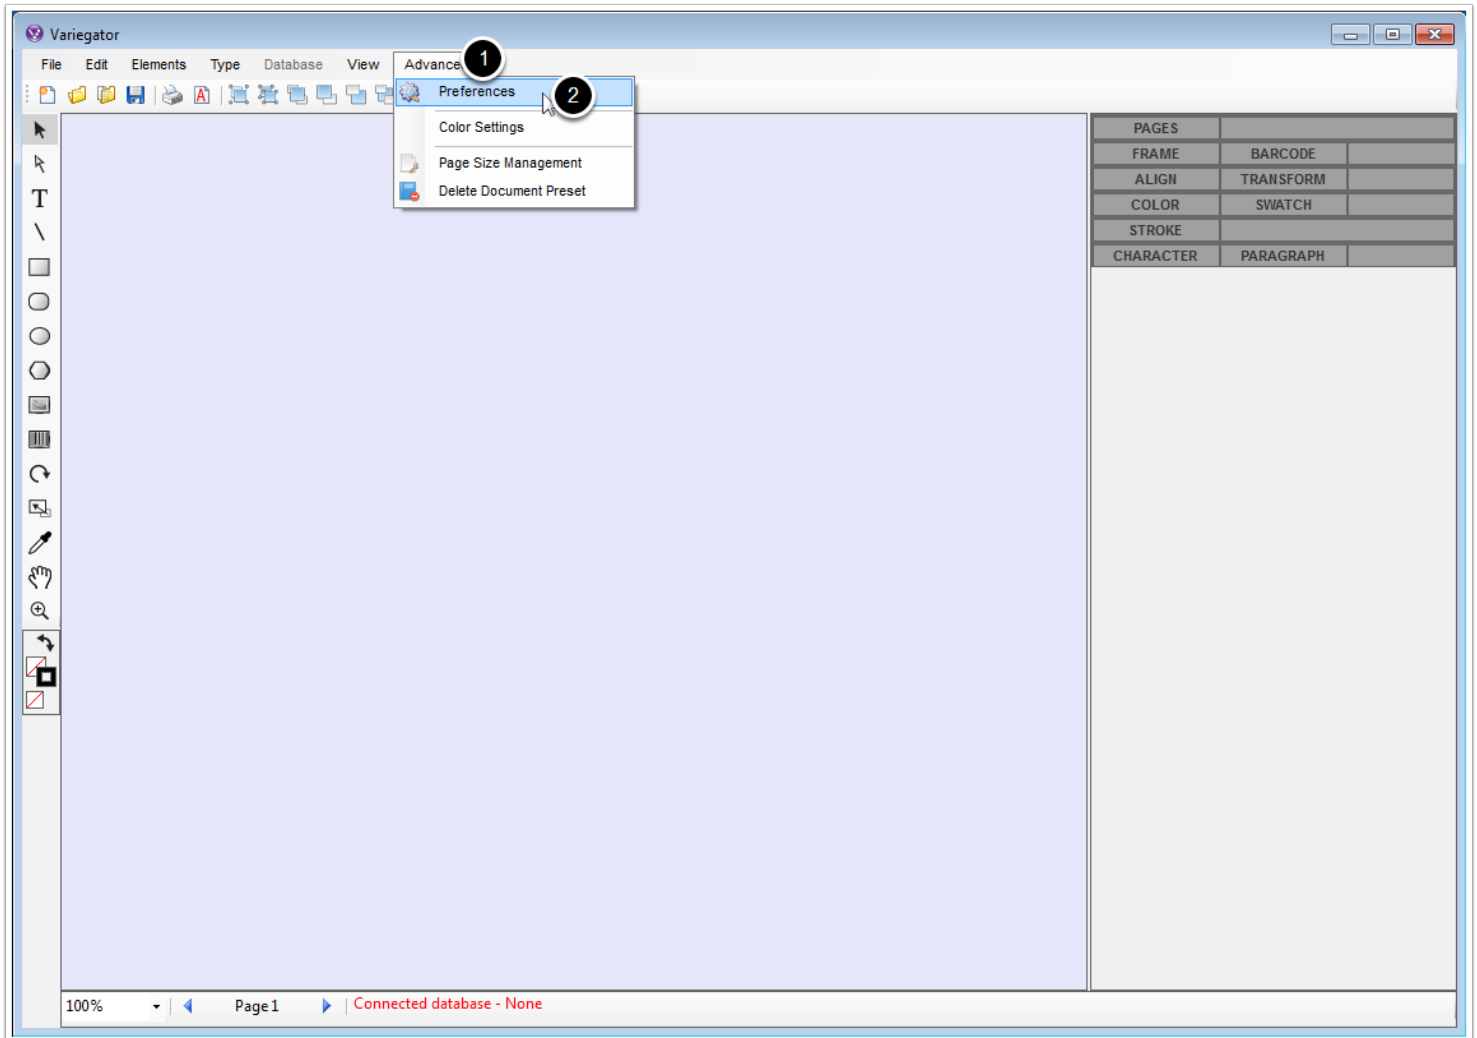 Variegator
File Edit Elements Type Database View Advance 1
Preferences 2
Color Settings
Page Size Management
Delete Document Preset
PAGES
FRAME BARCODE
ALIGN TRANSFORM
COLOR SWATCH
STROKE
CHARACTER PARAGRAPH
T
100% Page 1 Connected database - None